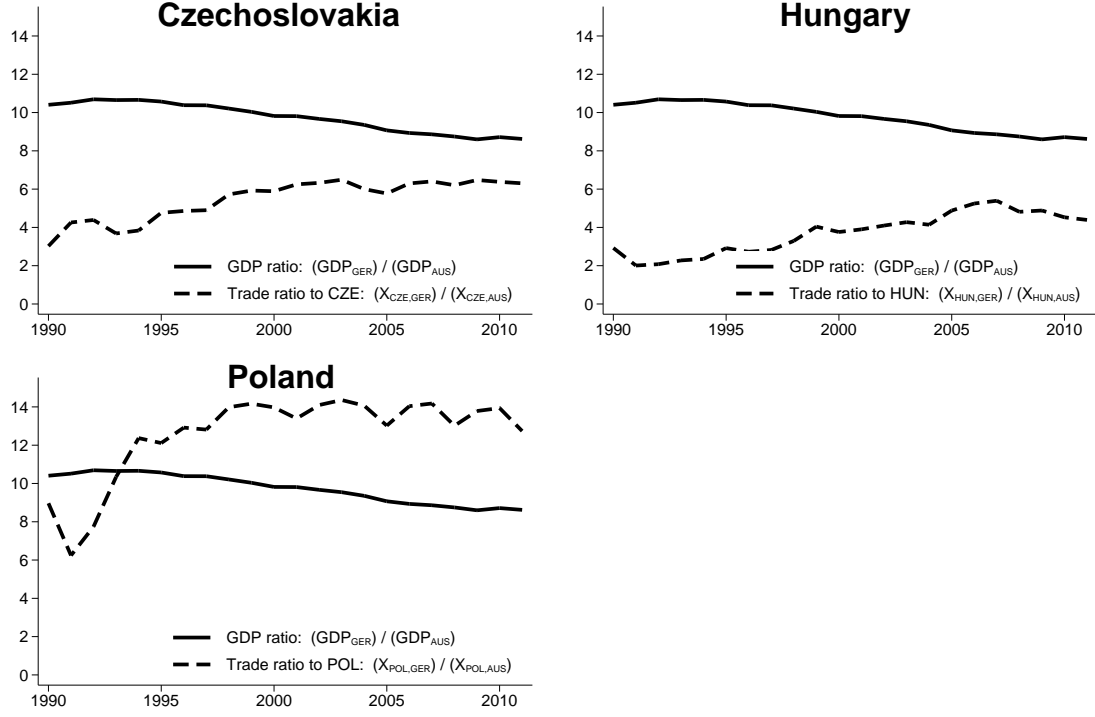 Czechoslovakia
14
12
10
8
6
4
2
0
GDP ratio: (GDP_GER) / (GDP_AUS)
Trade ratio to CZE: (X_CZE,GER) / (X_CZE,AUS)
1990 1995 2000 2005 2010
Hungary
14
12
10
8
6
4
2
0
GDP ratio: (GDP_GER) / (GDP_AUS)
Trade ratio to HUN: (X_HUN,GER) / (X_HUN,AUS)
1990 1995 2000 2005 2010
Poland
14
12
10
8
6
4
2
0
GDP ratio: (GDP_GER) / (GDP_AUS)
Trade ratio to POL: (X_POL,GER) / (X_POL,AUS)
1990 1995 2000 2005 2010